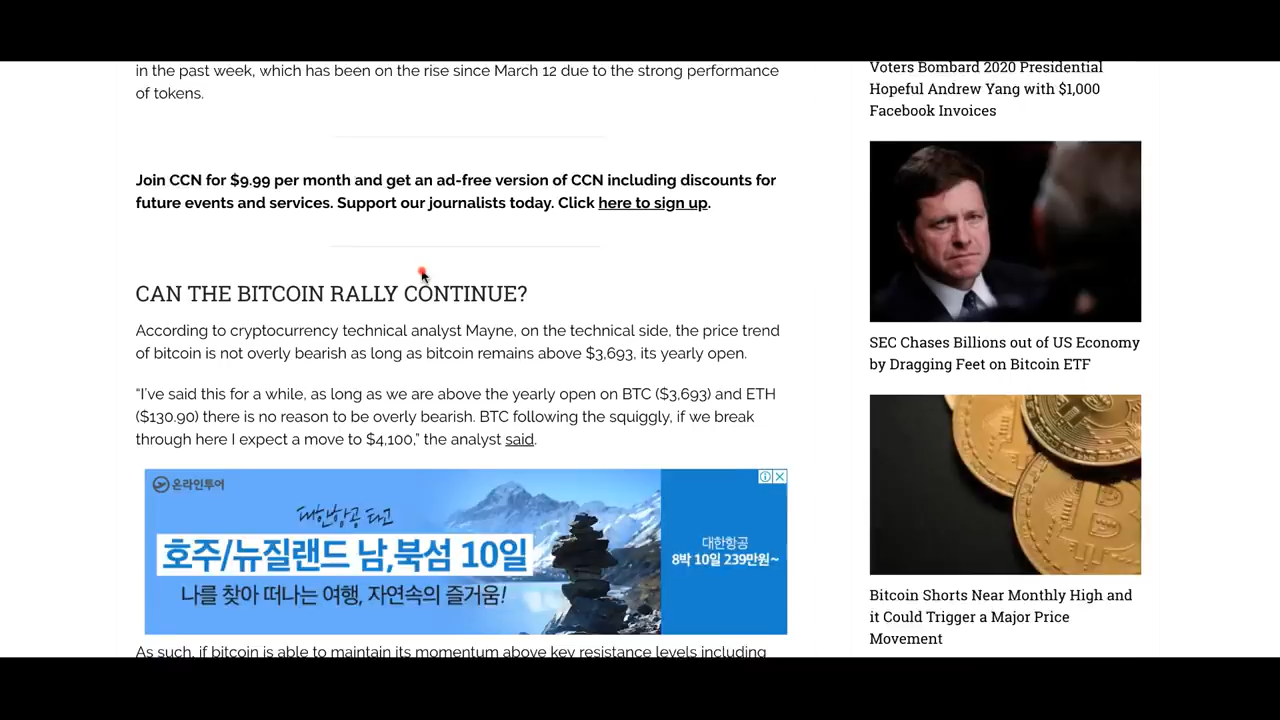 in the past week, which has been on the rise since March 12 due to the strong performance
of tokens.
Join CCN for $9.99 per month and get an ad-free version of CCN including discounts for
future events and services. Support our journalists today. Click here to sign up.
CAN THE BITCOIN RALLY CONTINUE?
According to cryptocurrency technical analyst Mayne, on the technical side, the price trend
of bitcoin is not overly bearish as long as bitcoin remains above $3,693, its yearly open.
“I’ve said this for a while, as long as we are above the yearly open on BTC ($3,693) and ETH
($130.90) there is no reason to be overly bearish. BTC following the squiggly, if we break
through here I expect a move to $4,100,” the analyst said.
온라인투어
대한항공 타고
호주/뉴질랜드 남,북섬 10일
나를 찾아 떠나는 여행, 자연속의 즐거움!
대한항공
8박 10일 239만원~
As such, if bitcoin is able to maintain its momentum above key resistance levels including
Voters Bombard 2020 Presidential
Hopeful Andrew Yang with $1,000
Facebook Invoices
SEC Chases Billions out of US Economy
by Dragging Feet on Bitcoin ETF
Bitcoin Shorts Near Monthly High and
it Could Trigger a Major Price
Movement